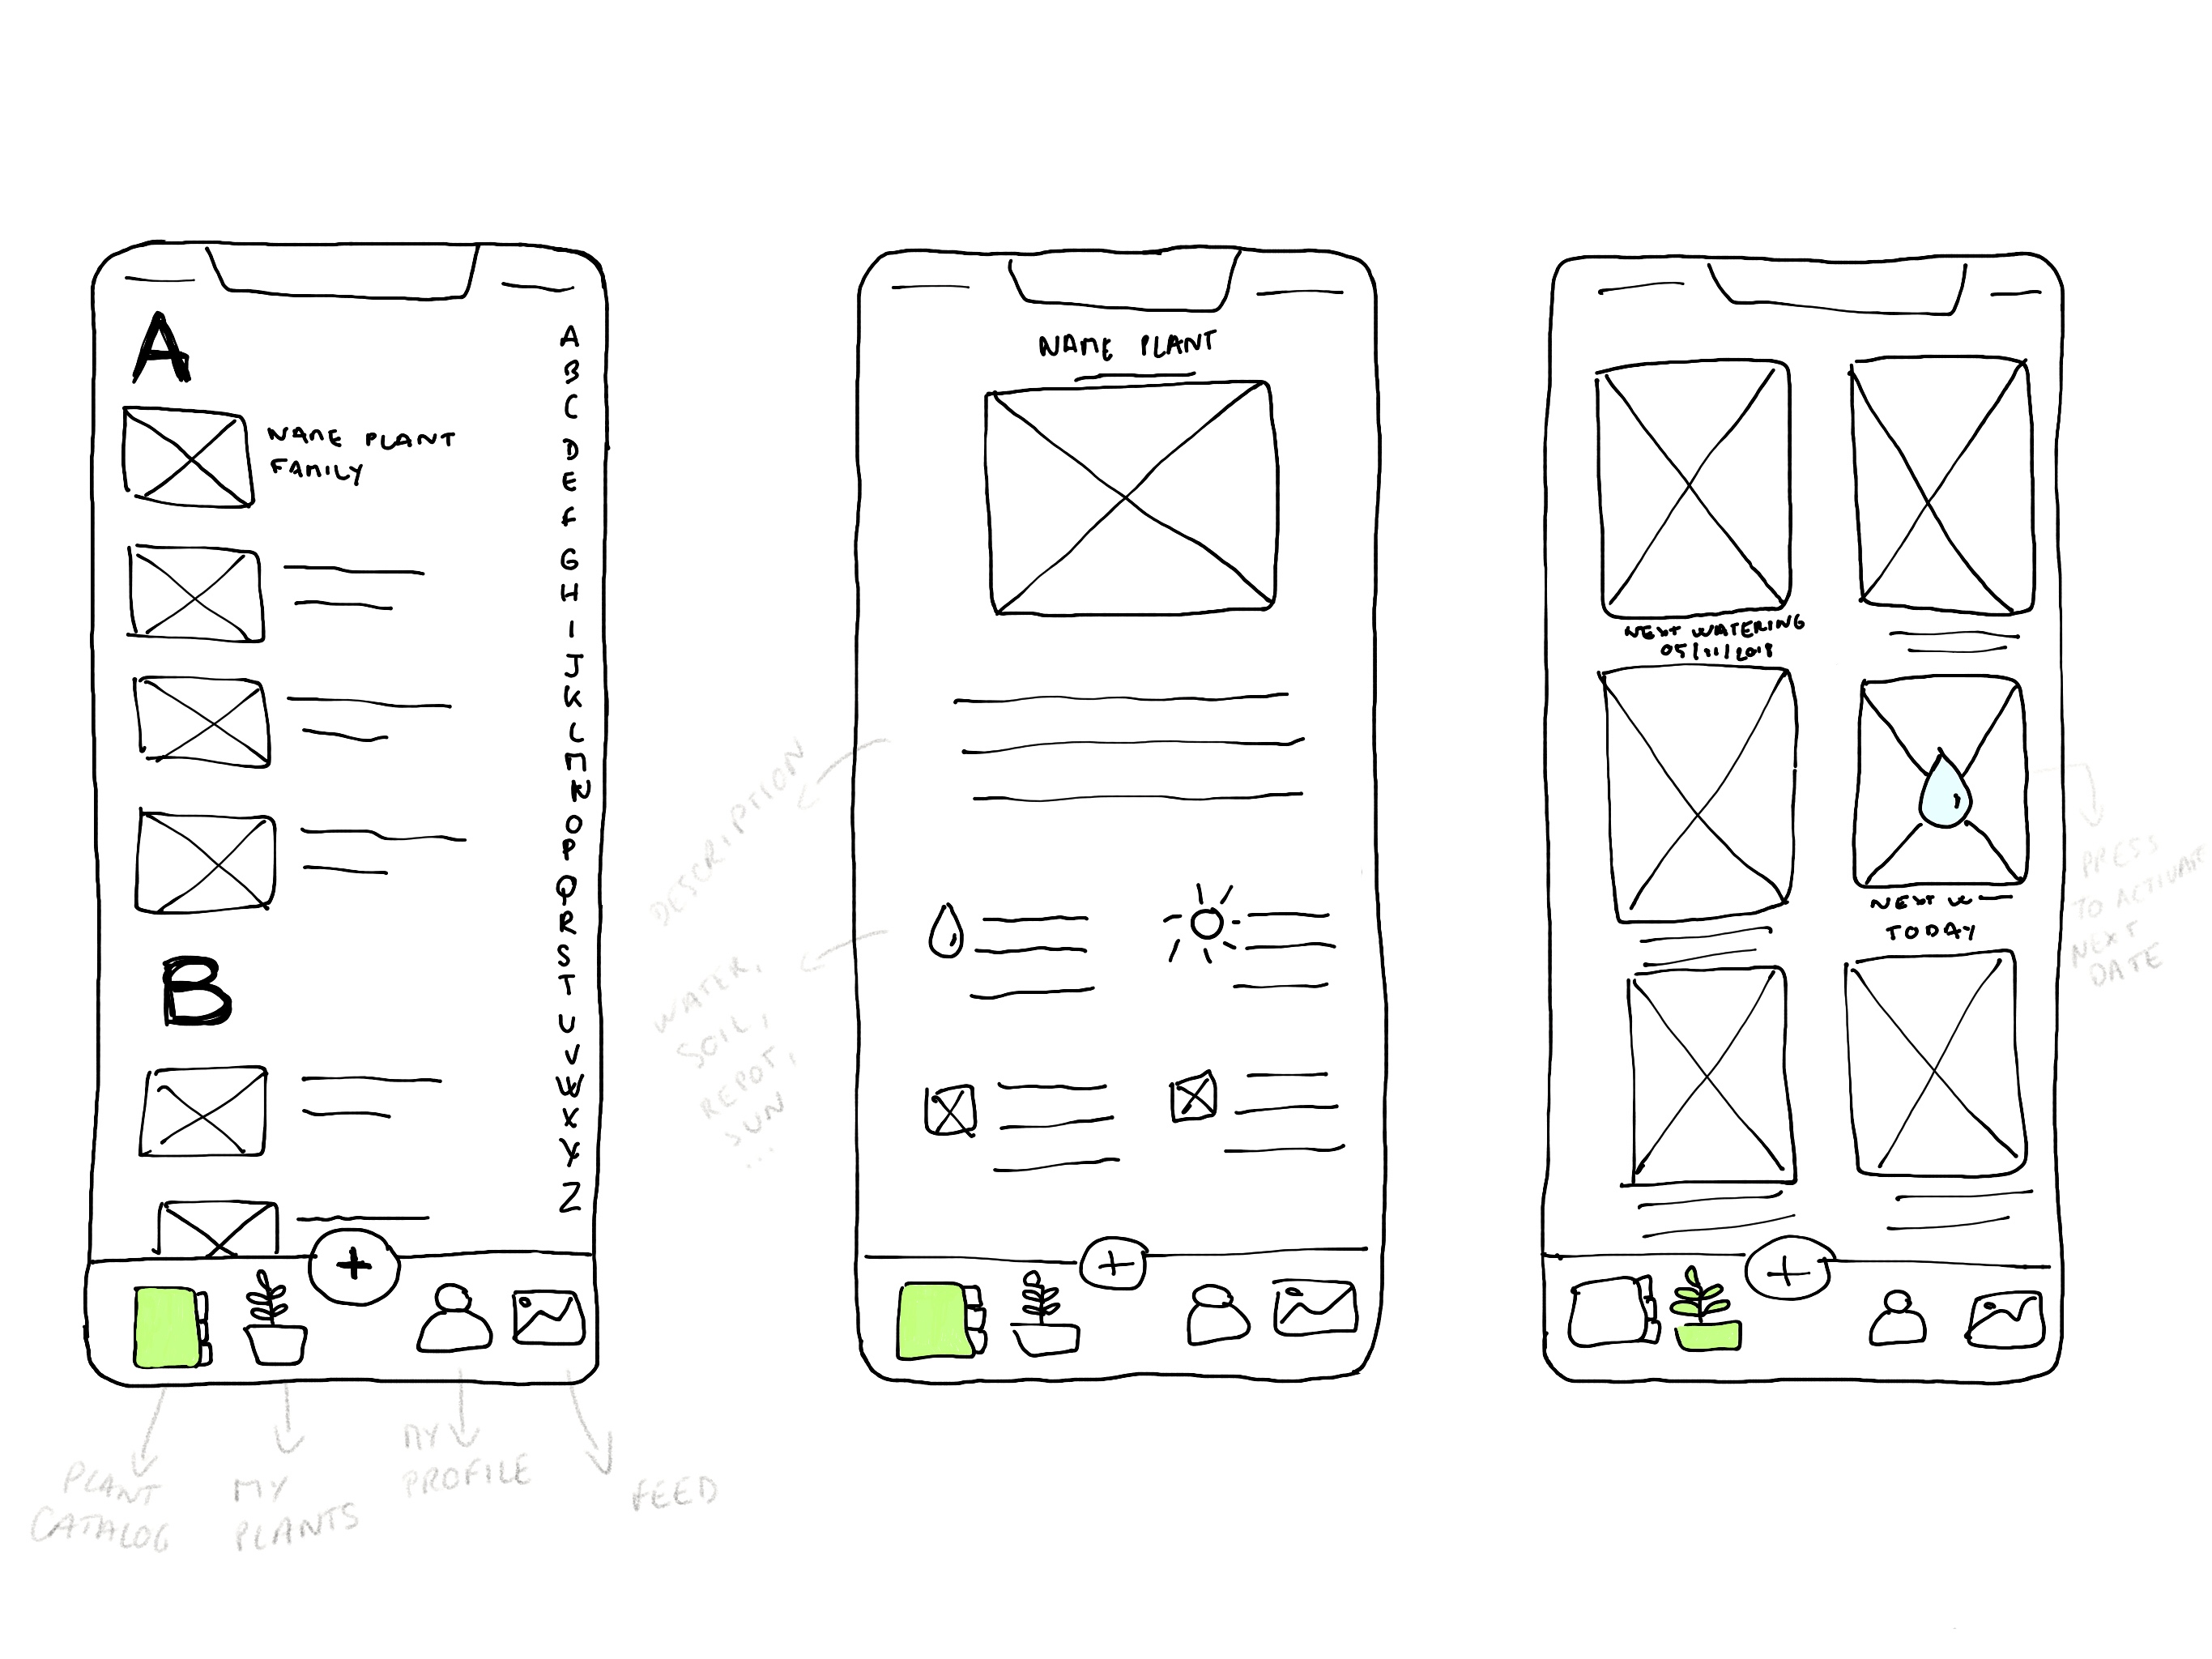 A
NAME PLANT
FAMILY
B
A
B
C
D
E
F
G
H
I
J
K
L
M
N
O
P
Q
R
S
T
U
V
W
X
Y
Z
PLANT
CATALOG
MY
PLANTS
MY
PROFILE
FEED
NAME PLANT
DESCRIPTION
WATER,
SOIL,
REPOT,
SUN
...
NEXT WATERING
05/11/2018
NEXT W
TODAY
PRESS
TO ACTIVATE
NEXT
DATE